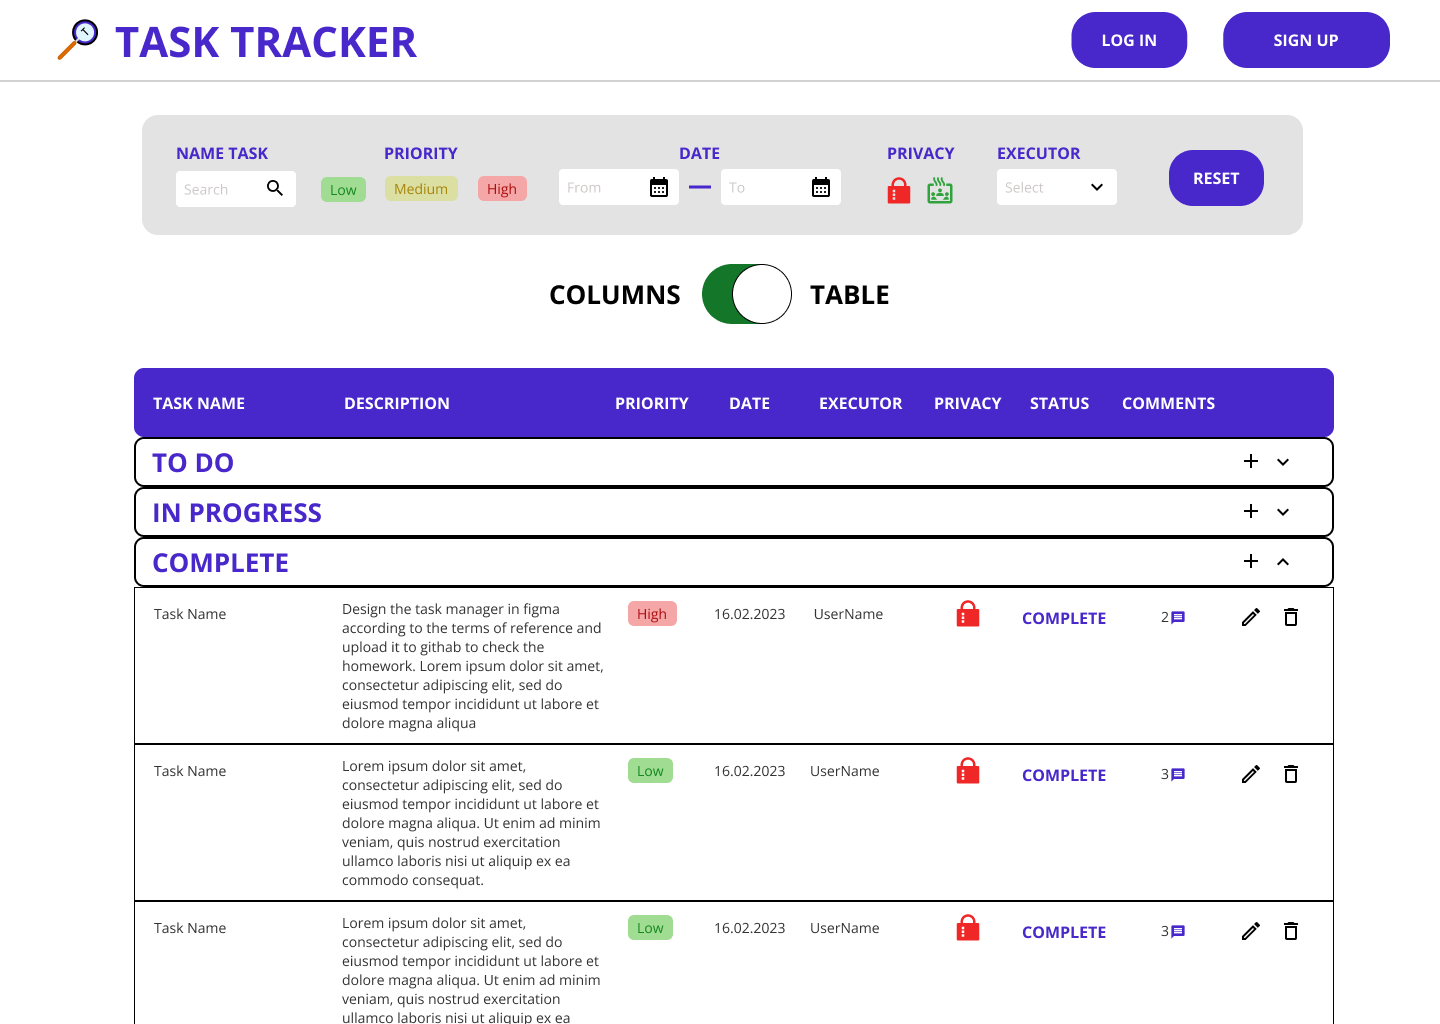 TASK TRACKER
LOG IN
SIGN UP
NAME TASK
PRIORITY
DATE
PRIVACY
EXECUTOR
Search
Low
Medium
High
From
To
Select
RESET
COLUMNS
TABLE
TASK NAME
DESCRIPTION
PRIORITY
DATE
EXECUTOR
PRIVACY
STATUS
COMMENTS
TO DO
IN PROGRESS
COMPLETE
Task Name
Design the task manager in figma
according to the terms of reference and
upload it to githab to check the
homework. Lorem ipsum dolor sit amet,
consectetur adipiscing elit, sed do
eiusmod tempor incididunt ut labore et
dolore magna aliqua
High
16.02.2023
UserName
COMPLETE
2
Task Name
Lorem ipsum dolor sit amet,
consectetur adipiscing elit, sed do
eiusmod tempor incididunt ut labore et
dolore magna aliqua. Ut enim ad minim
veniam, quis nostrud exercitation
ullamco laboris nisi ut aliquip ex ea
commodo consequat.
Low
16.02.2023
UserName
COMPLETE
3
Task Name
Lorem ipsum dolor sit amet,
consectetur adipiscing elit, sed do
eiusmod tempor incididunt ut labore et
dolore magna aliqua. Ut enim ad minim
veniam, quis nostrud exercitation
ullamco laboris nisi ut aliquip ex ea
Low
16.02.2023
UserName
COMPLETE
3